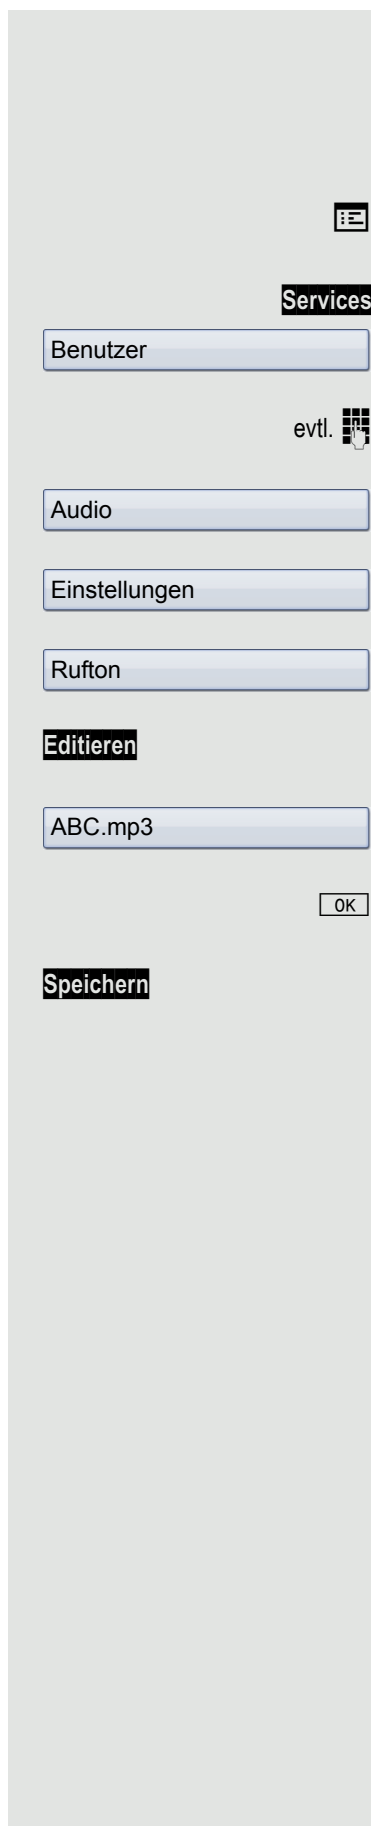 Services
Benutzer
evtl.
Audio
Einstellungen
Rufton
Editieren
ABC.mp3
OK
Speichern